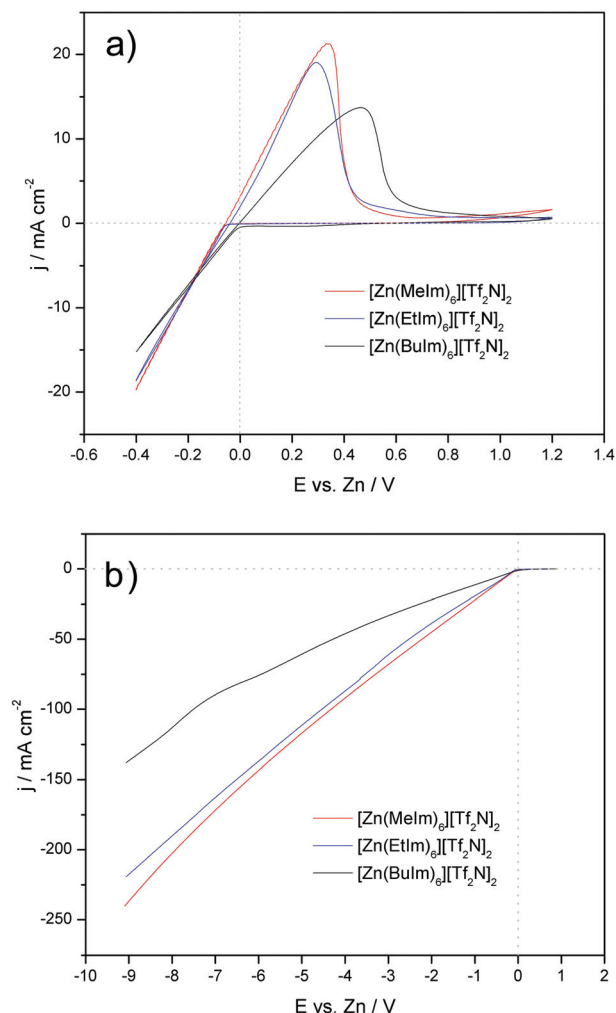 a)
20
10
0
-10
-20
j / mA cm⁻²
[Zn(MeIm)₆][Tf₂N]₂
[Zn(EtIm)₆][Tf₂N]₂
[Zn(BuIm)₆][Tf₂N]₂
-0.6 -0.4 -0.2 0.0 0.2 0.4 0.6 0.8 1.0 1.2 1.4
E vs. Zn / V
b)
0
-50
-100
-150
-200
-250
j / mA cm⁻²
[Zn(MeIm)₆][Tf₂N]₂
[Zn(EtIm)₆][Tf₂N]₂
[Zn(BuIm)₆][Tf₂N]₂
-10 -9 -8 -7 -6 -5 -4 -3 -2 -1 0 1 2
E vs. Zn / V